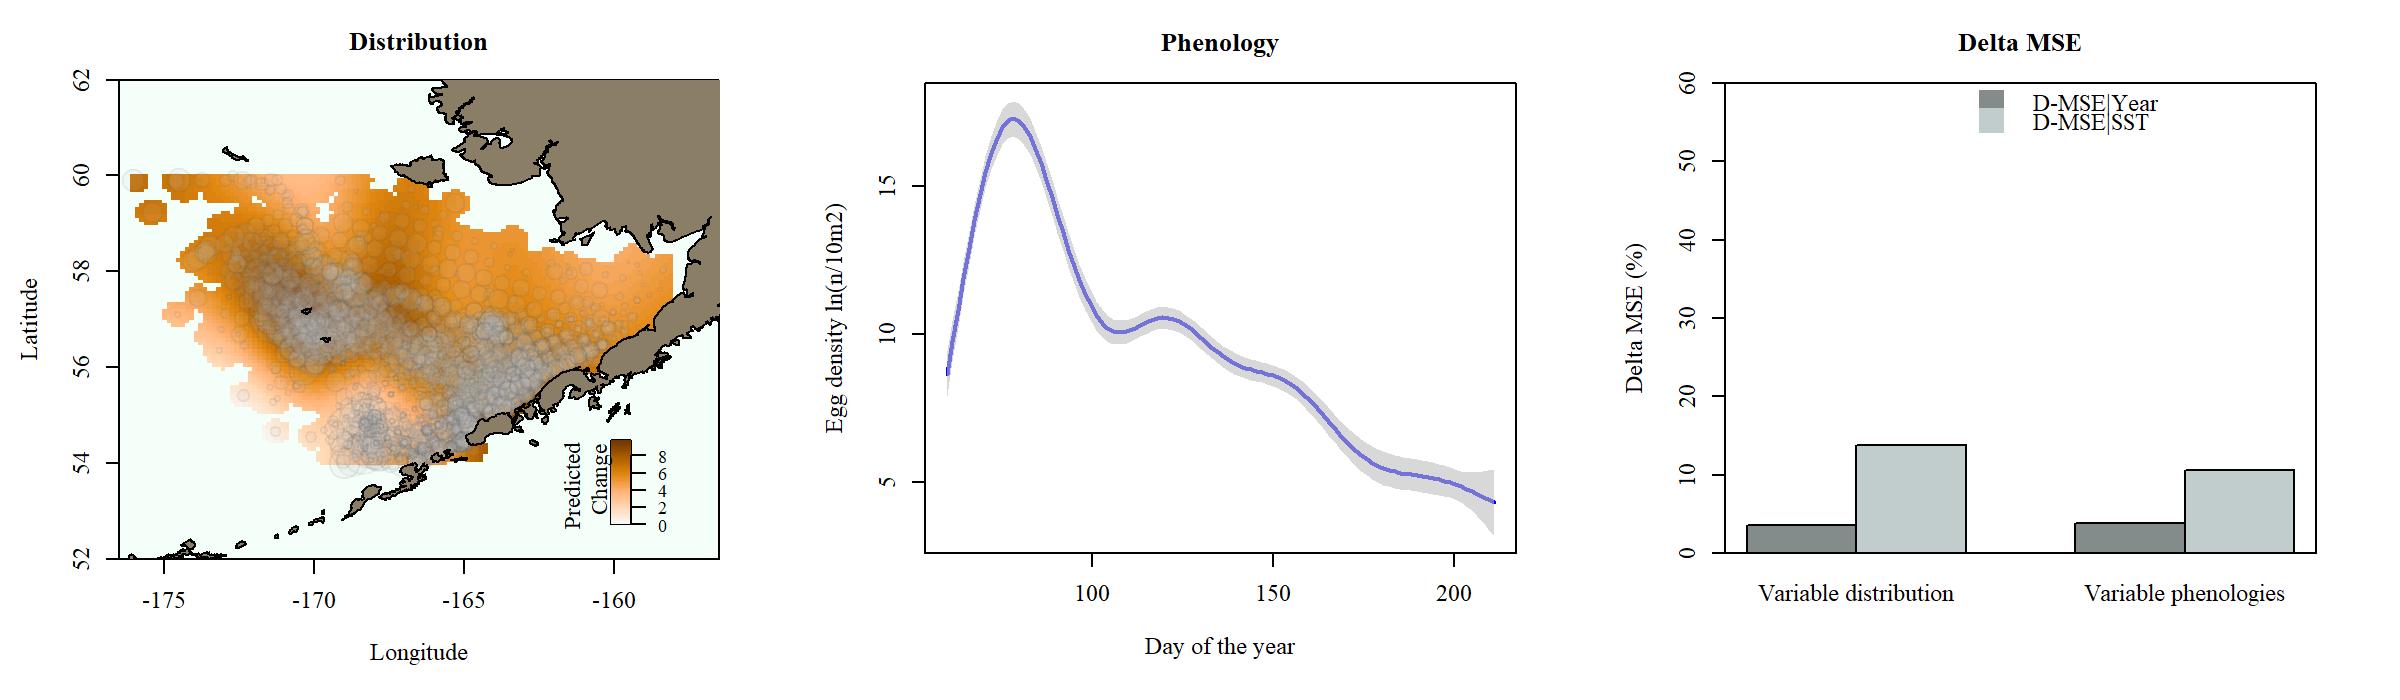 Distribution
Latitude
62
60
58
56
54
52
-175
-170
-165
-160
Longitude
Predicted
Change
8
6
4
2
0
Phenology
Egg density ln(n/10m2)
15
10
5
100
150
200
Day of the year
Delta MSE
Delta MSE (%)
60
50
40
30
20
10
0
D-MSE|Year
D-MSE|SST
Variable distribution
Variable phenologies